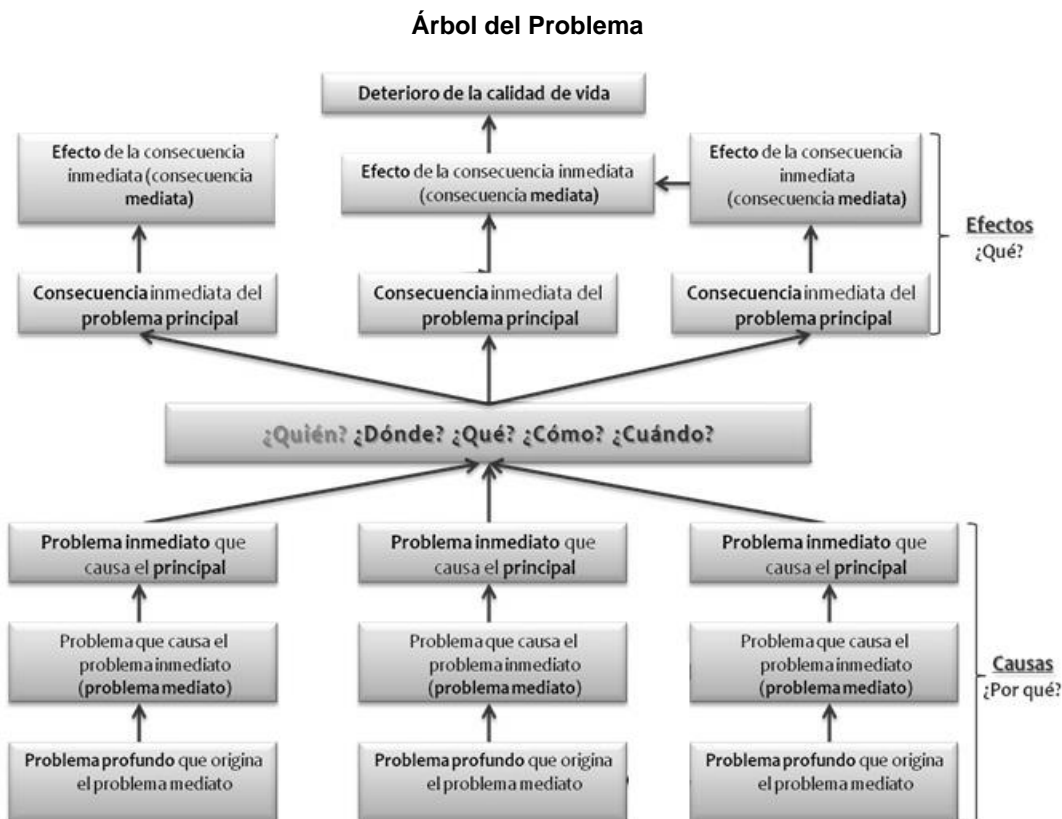 Árbol del Problema
Deterioro de la calidad de vida
Efecto de la consecuencia
inmediata (consecuencia
mediata)
Efecto de la consecuencia inmediata
(consecuencia mediata)
Efecto de la consecuencia
inmediata
(consecuencia mediata)
Efectos
¿Qué?
Consecuencia inmediata del
problema principal
Consecuencia inmediata del
problema principal
Consecuencia inmediata del
problema principal
¿Quién? ¿Dónde? ¿Qué? ¿Cómo? ¿Cuándo?
Problema inmediato que
causa el principal
Problema inmediato que
causa el principal
Problema inmediato que
causa el principal
Problema que causa el
problema inmediato
(problema mediato)
Problema que causa el
problema inmediato
(problema mediato)
Problema que causa el
problema inmediato
(problema mediato)
Causas
¿Por qué?
Problema profundo que origina
el problema mediato
Problema profundo que origina
el problema mediato
Problema profundo que origina
el problema mediato